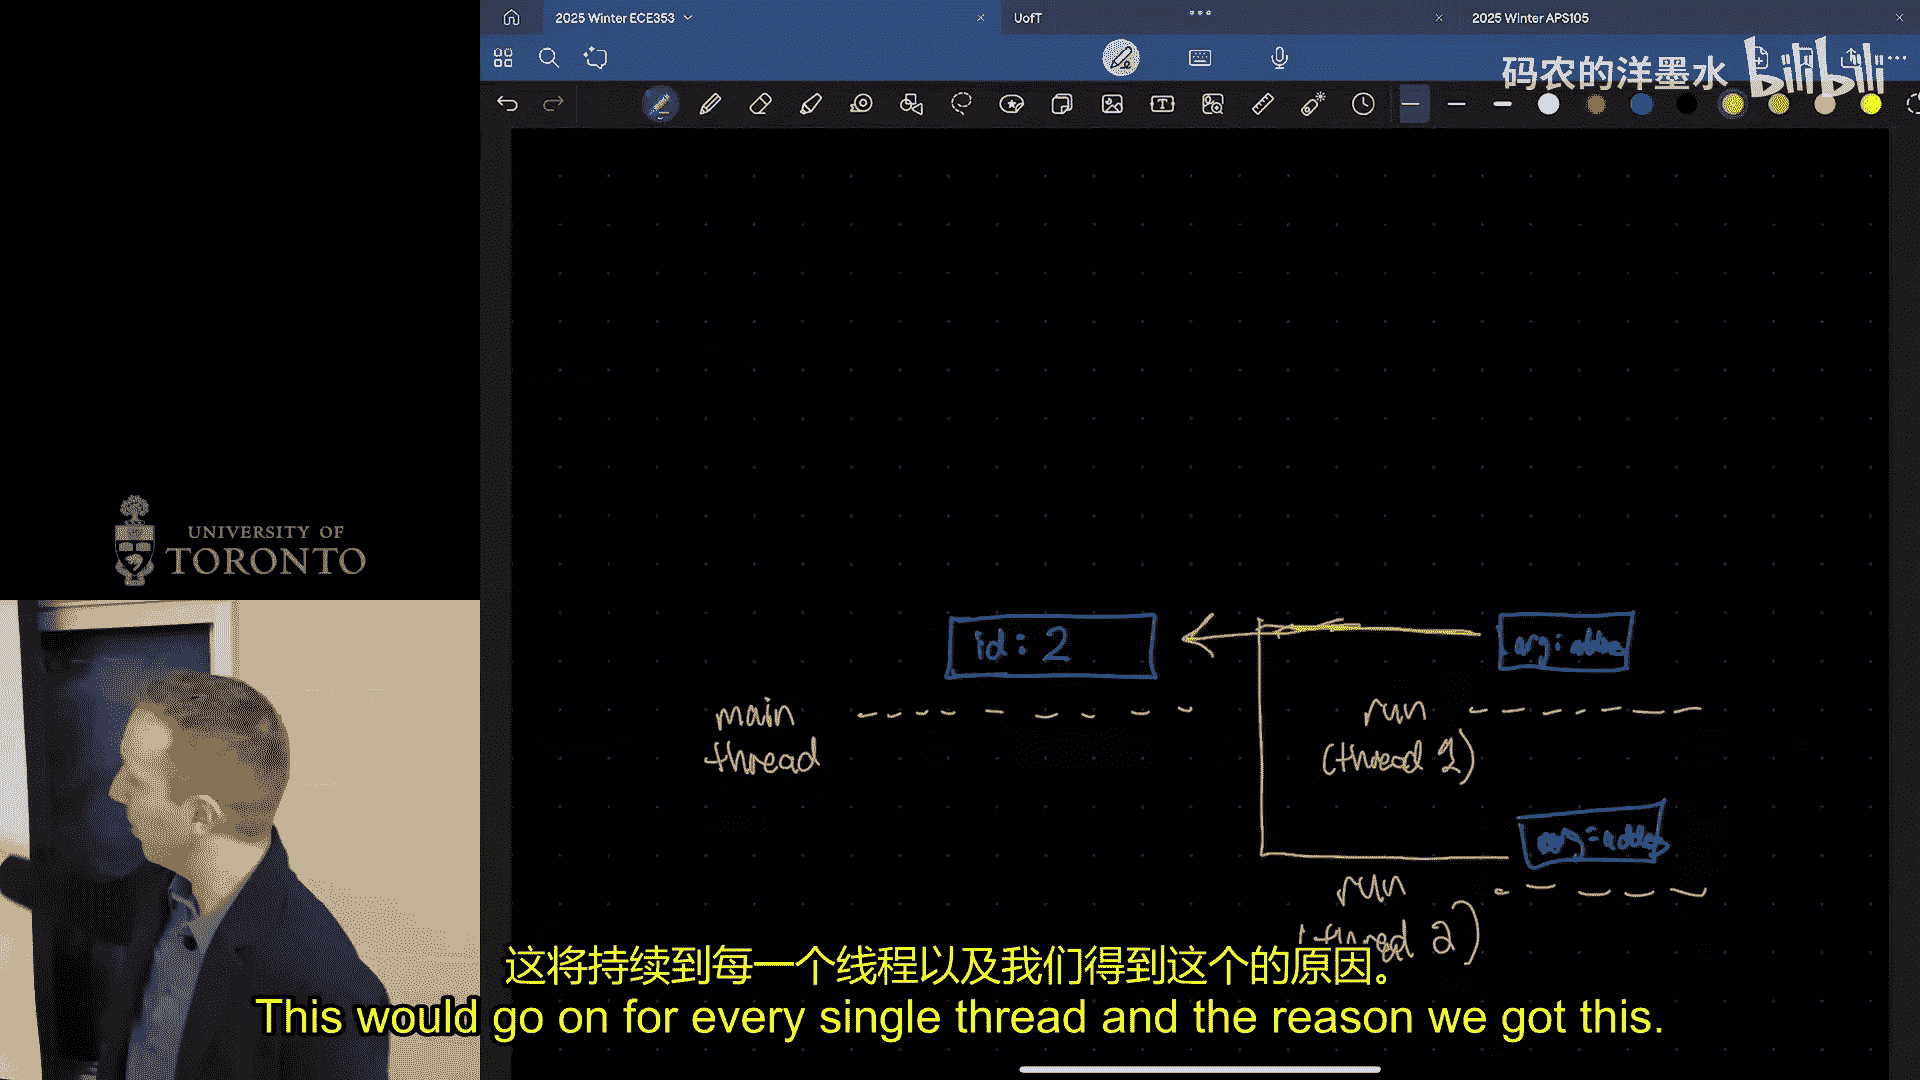 2025 Winter ECE353
UofT
2025 Winter APS105
码农的洋墨水 bilibili
UNIVERSITY OF
TORONTO
id: 2
main
thread
run
(thread 1)
run
(thread 2)
这将持续到每一个线程以及我们得到这个的原因。
This would go on for every single thread and the reason we got this.